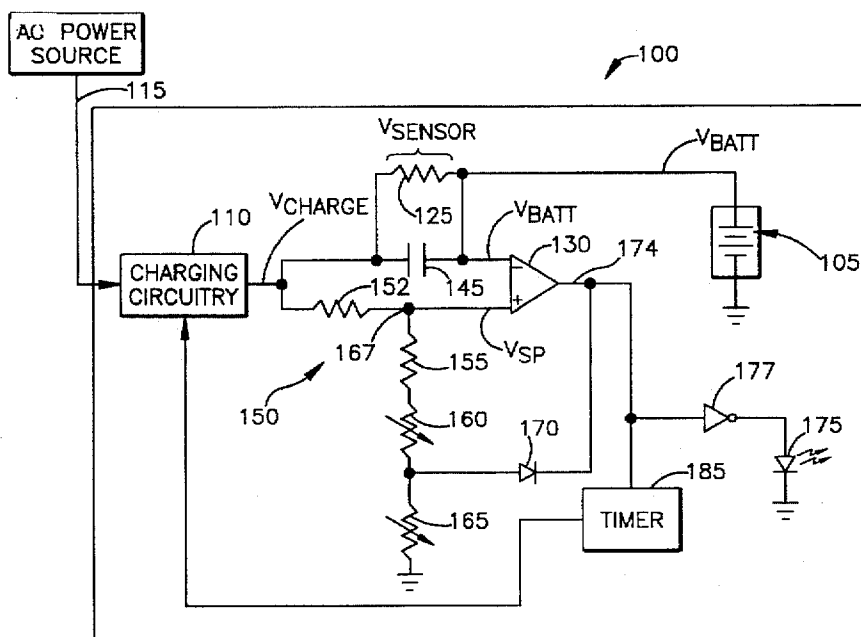 AC POWER
SOURCE
115
100
VSENSOR
VBATT
125
VCHARGE
110
VBATT
130
174
105
CHARGING
CIRCUITRY
145
152
167
VSP
155
150
177
160
170
175
185
165
TIMER